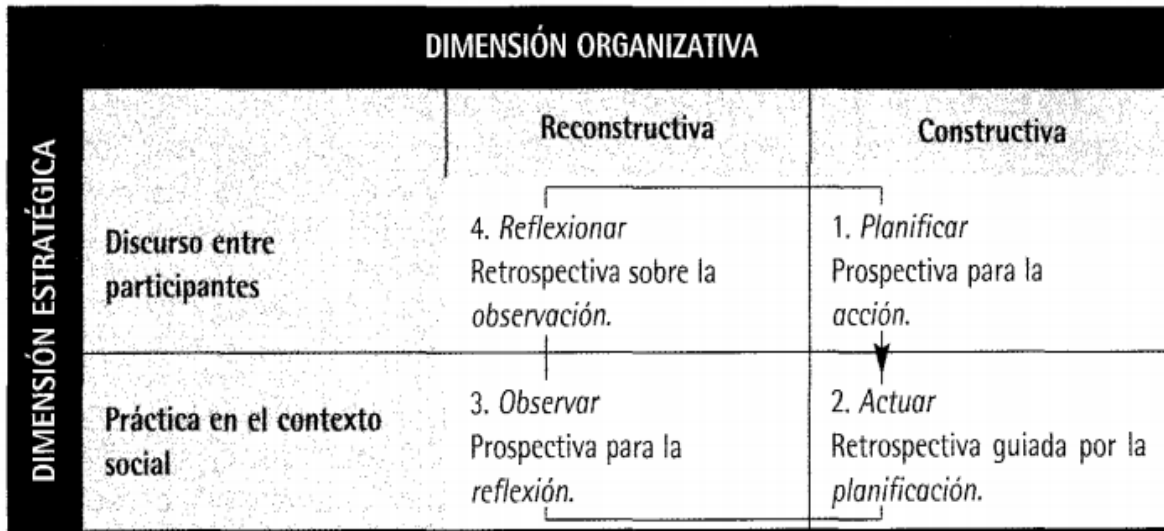 DIMENSIÓN ORGANIZATIVA
DIMENSIÓN ESTRATÉGICA
Reconstructiva
Constructiva
Discurso entre
participantes
4. Reflexionar
Retrospectiva sobre la
observación.
1. Planificar
Prospectiva para la
acción.
Práctica en el contexto
social
3. Observar
Prospectiva para la
reflexión.
2. Actuar
Retrospectiva guiada por la
planificación.